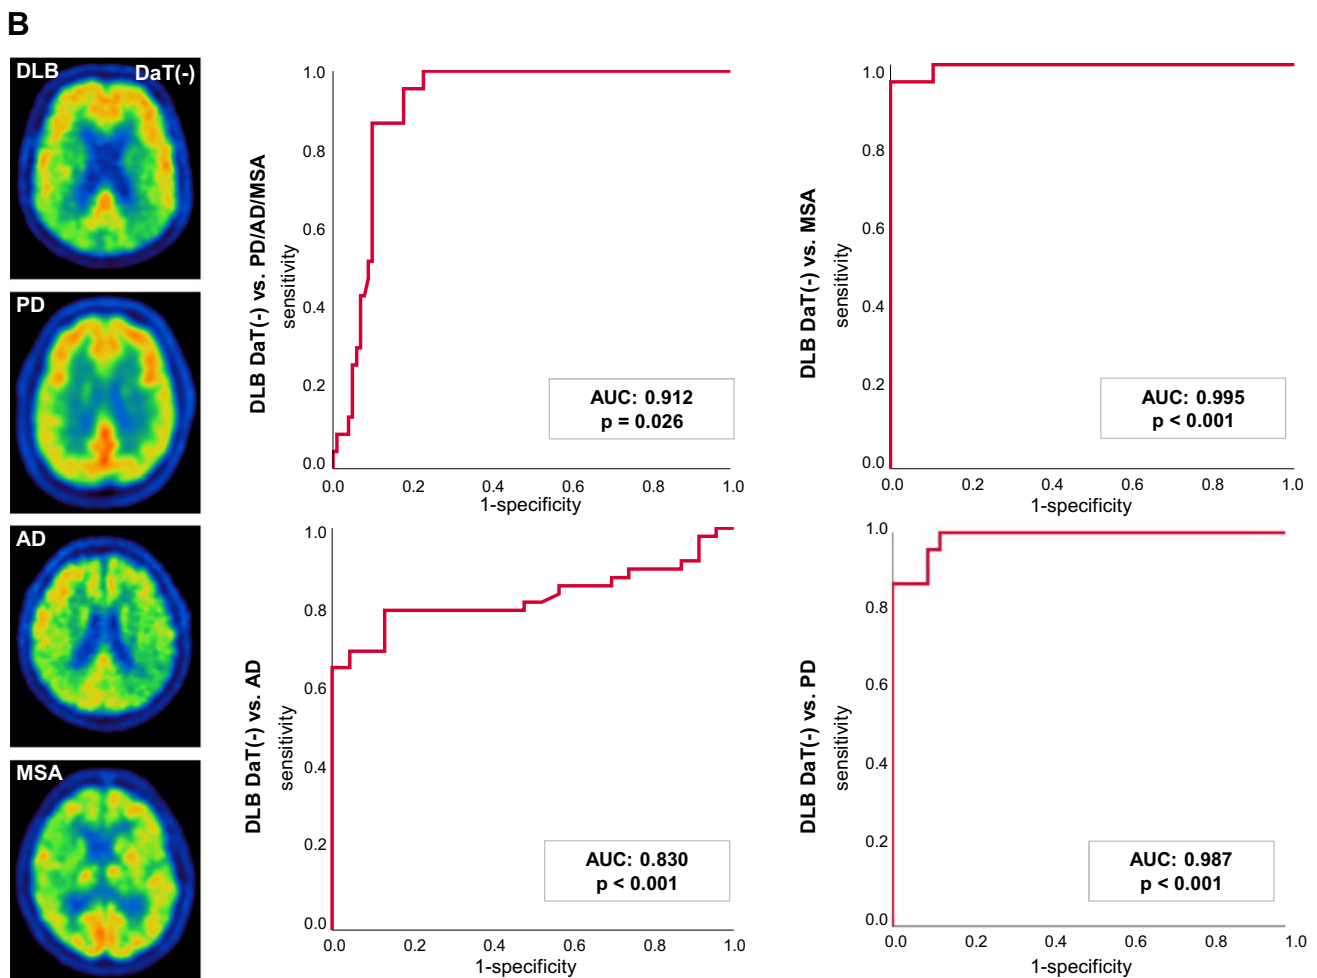 B
DLB DaT(-)
PD
AD
MSA
DLB DaT(-) vs. PD/AD/MSA
sensitivity
1.0
0.8
0.6
0.4
0.2
0.0
AUC: 0.912
p = 0.026
0.0 0.2 0.4 0.6 0.8 1.0
1-specificity
DLB DaT(-) vs. MSA
sensitivity
1.0
0.8
0.6
0.4
0.2
0.0
AUC: 0.995
p < 0.001
0.0 0.2 0.4 0.6 0.8 1.0
1-specificity
DLB DaT(-) vs. AD
sensitivity
1.0
0.8
0.6
0.4
0.2
0.0
AUC: 0.830
p < 0.001
0.0 0.2 0.4 0.6 0.8 1.0
1-specificity
DLB DaT(-) vs. PD
sensitivity
1.0
0.8
0.6
0.4
0.2
0.0
AUC: 0.987
p < 0.001
0.0 0.2 0.4 0.6 0.8 1.0
1-specificity